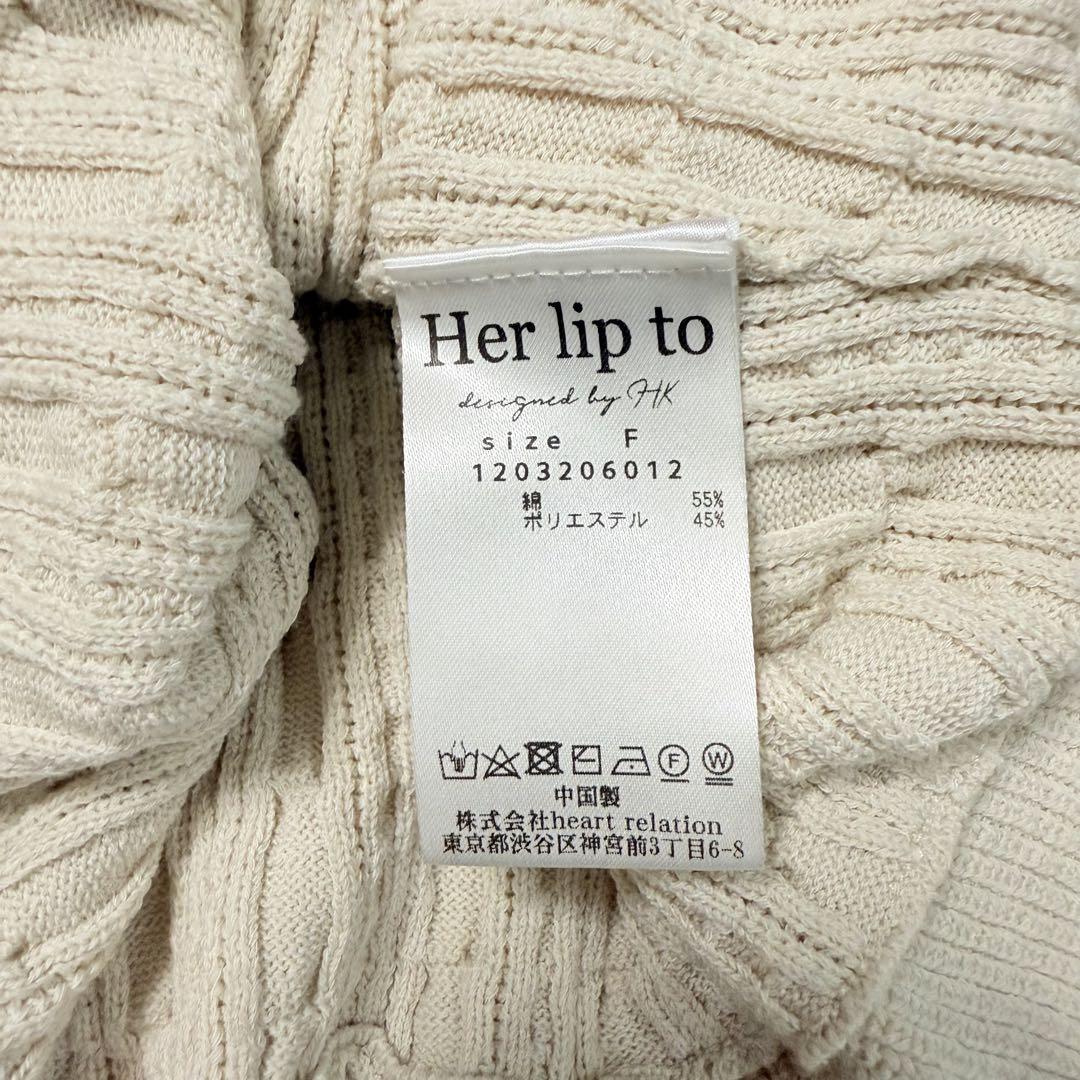 Her lip to
designed by HK
size F
1203206012
綿 55%
ポリエステル 45%
F W
中国製
株式会社heart relation
東京都渋谷区神宮前3丁目6-8